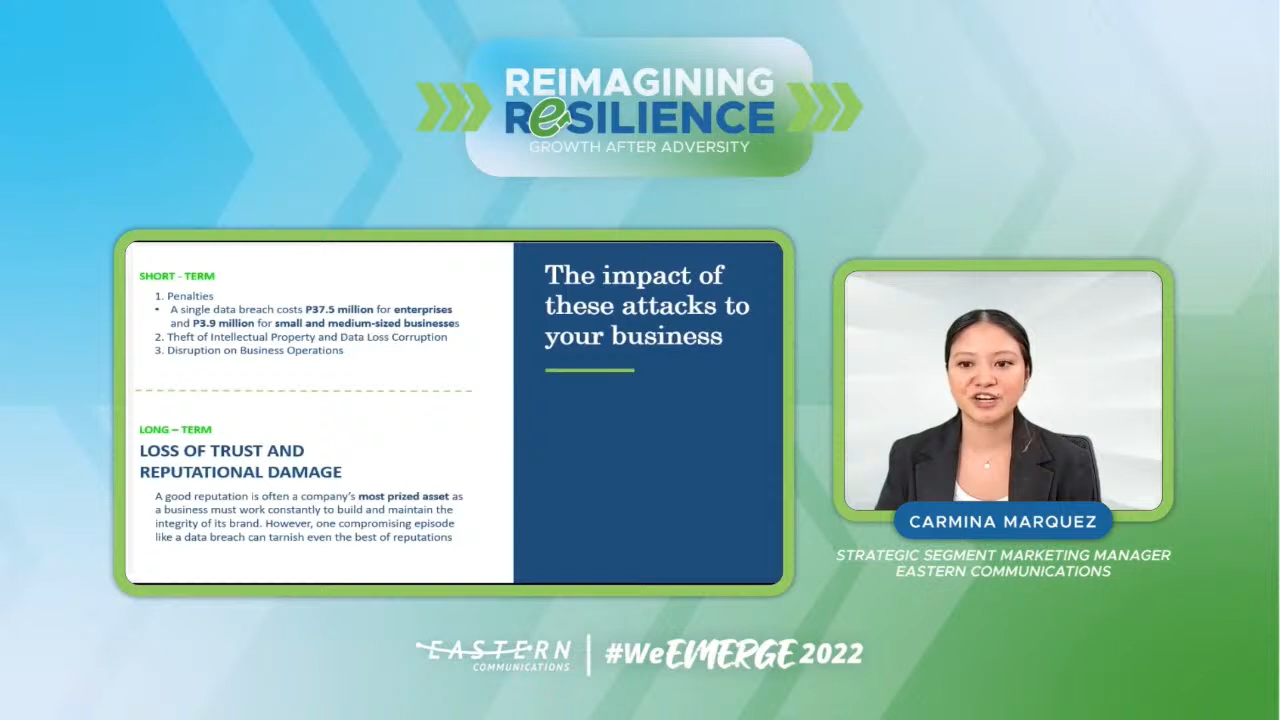 REIMAGINING
ReSILIENCE
GROWTH AFTER ADVERSITY
SHORT - TERM
1. Penalties
• A single data breach costs P37.5 million for enterprises
and P3.9 million for small and medium-sized businesses
2. Theft of Intellectual Property and Data Loss Corruption
3. Disruption on Business Operations
LONG – TERM
LOSS OF TRUST AND
REPUTATIONAL DAMAGE
A good reputation is often a company's most prized asset as
a business must work constantly to build and maintain the
integrity of its brand. However, one compromising episode
like a data breach can tarnish even the best of reputations
The impact of
these attacks to
your business
CARMINA MARQUEZ
STRATEGIC SEGMENT MARKETING MANAGER
EASTERN COMMUNICATIONS
EASTERN
COMMUNICATIONS
#WeEMERGE2022